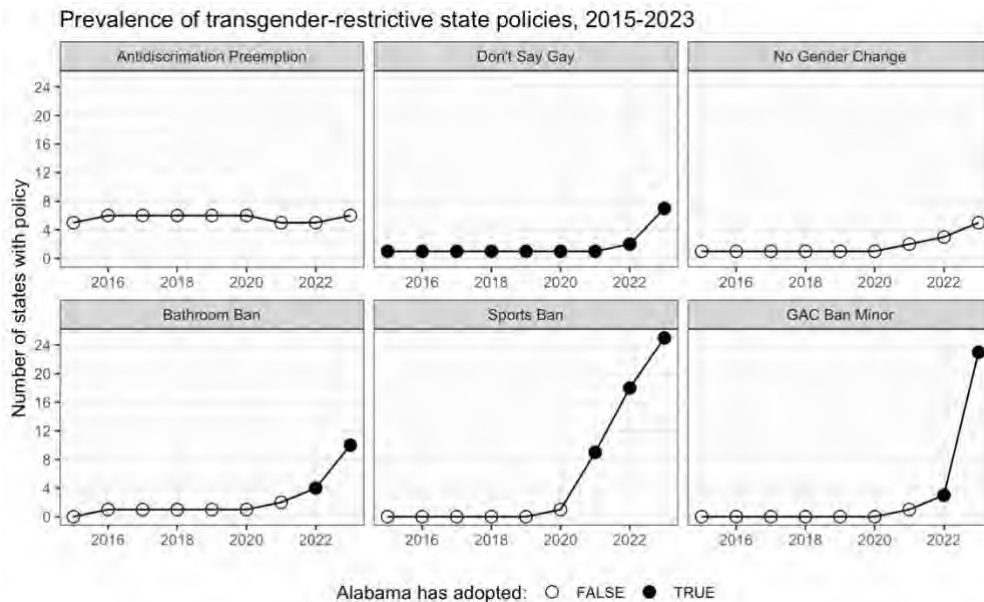 Prevalence of transgender-restrictive state policies, 2015-2023
Antidiscrimation Preemption
Don't Say Gay
No Gender Change
24
20
16
12
8
4
0
2016 2018 2020 2022
2016 2018 2020 2022
2016 2018 2020 2022
Number of states with policy
Bathroom Ban
Sports Ban
GAC Ban Minor
24
20
16
12
8
4
0
2016 2018 2020 2022
2016 2018 2020 2022
2016 2018 2020 2022
Alabama has adopted: FALSE TRUE